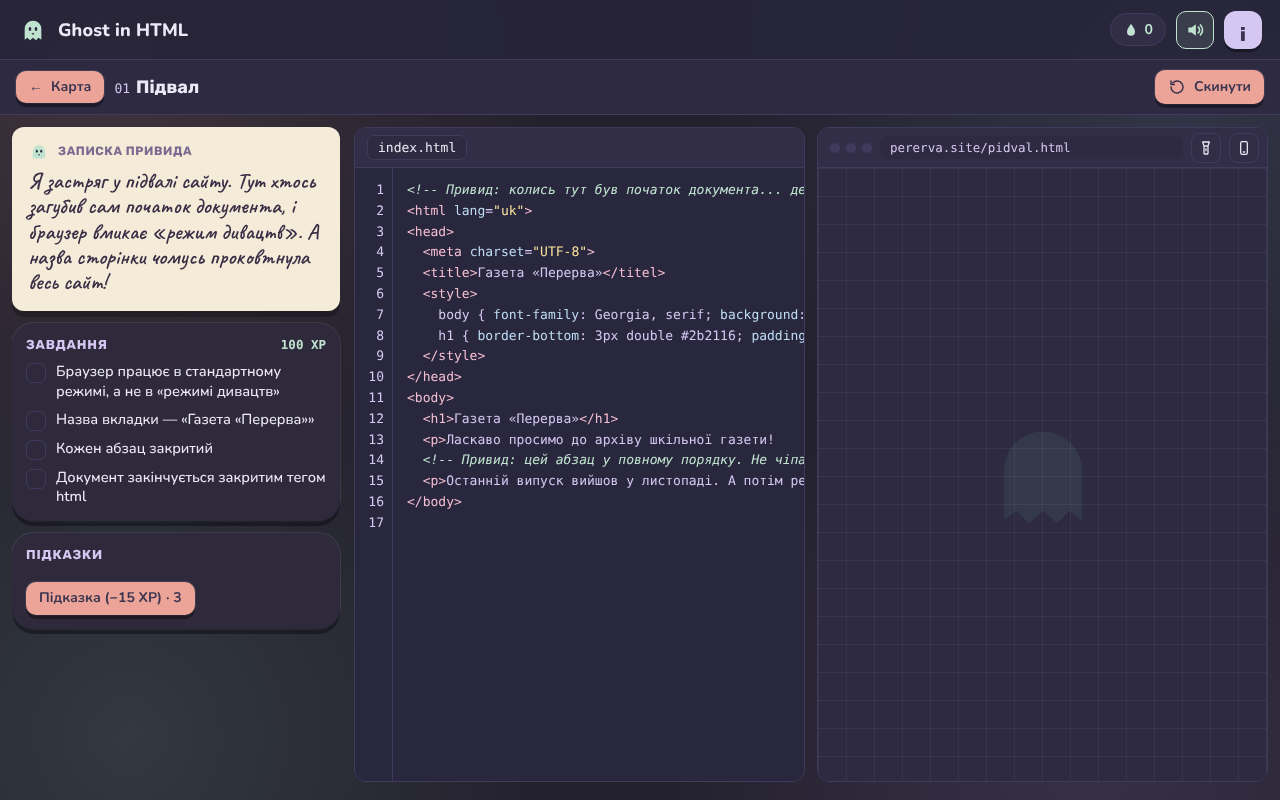 Ghost in HTML
0
i
← Карта
01 Підвал
Скинути
ЗАПИСКА ПРИВИДА
Я застряг у підвалі сайту. Тут хтось
загубив сам початок документа, і
браузер вмикає «режим дивацтв». А
назва сторінки чомусь проковтнула
весь сайт!
ЗАВДАННЯ
100 XP
Браузер працює в стандартному
режимі, а не в «режимі дивацтв»
Назва вкладки — «Газета «Перерва»»
Кожен абзац закритий
Документ закінчується закритим тегом
html
ПІДКАЗКИ
Підказка (−15 XP) · 3
index.html
1 <!-- Привид: колись тут був початок документа... де
2 <html lang="uk">
3 <head>
4 <meta charset="UTF-8">
5 <title>Газета «Перерва»</titel>
6 <style>
7 body { font-family: Georgia, serif; background:
8 h1 { border-bottom: 3px double #2b2116; padding
9 </style>
10 </head>
11 <body>
12 <h1>Газета «Перерва»</h1>
13 <p>Ласкаво просимо до архіву шкільної газети!
14 <!-- Привид: цей абзац у повному порядку. Не чіпа
15 <p>Останній випуск вийшов у листопаді. А потім ре
16 </body>
17
pererva.site/pidval.html